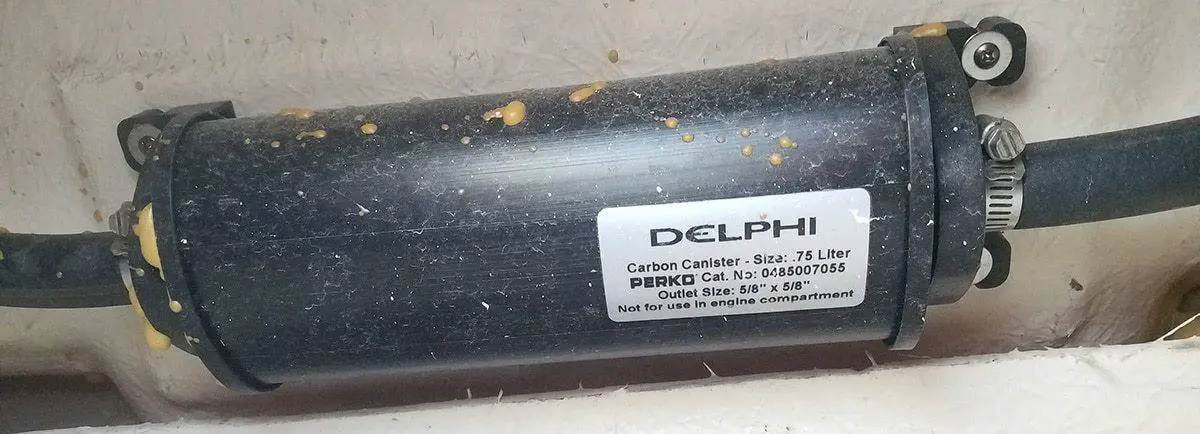 DELPHI
Carbon Canister - Size: .75 Liter
PERKO Cat. No: 0485007055
Outlet Size: 5/8" x 5/8"
Not for use in engine compartment